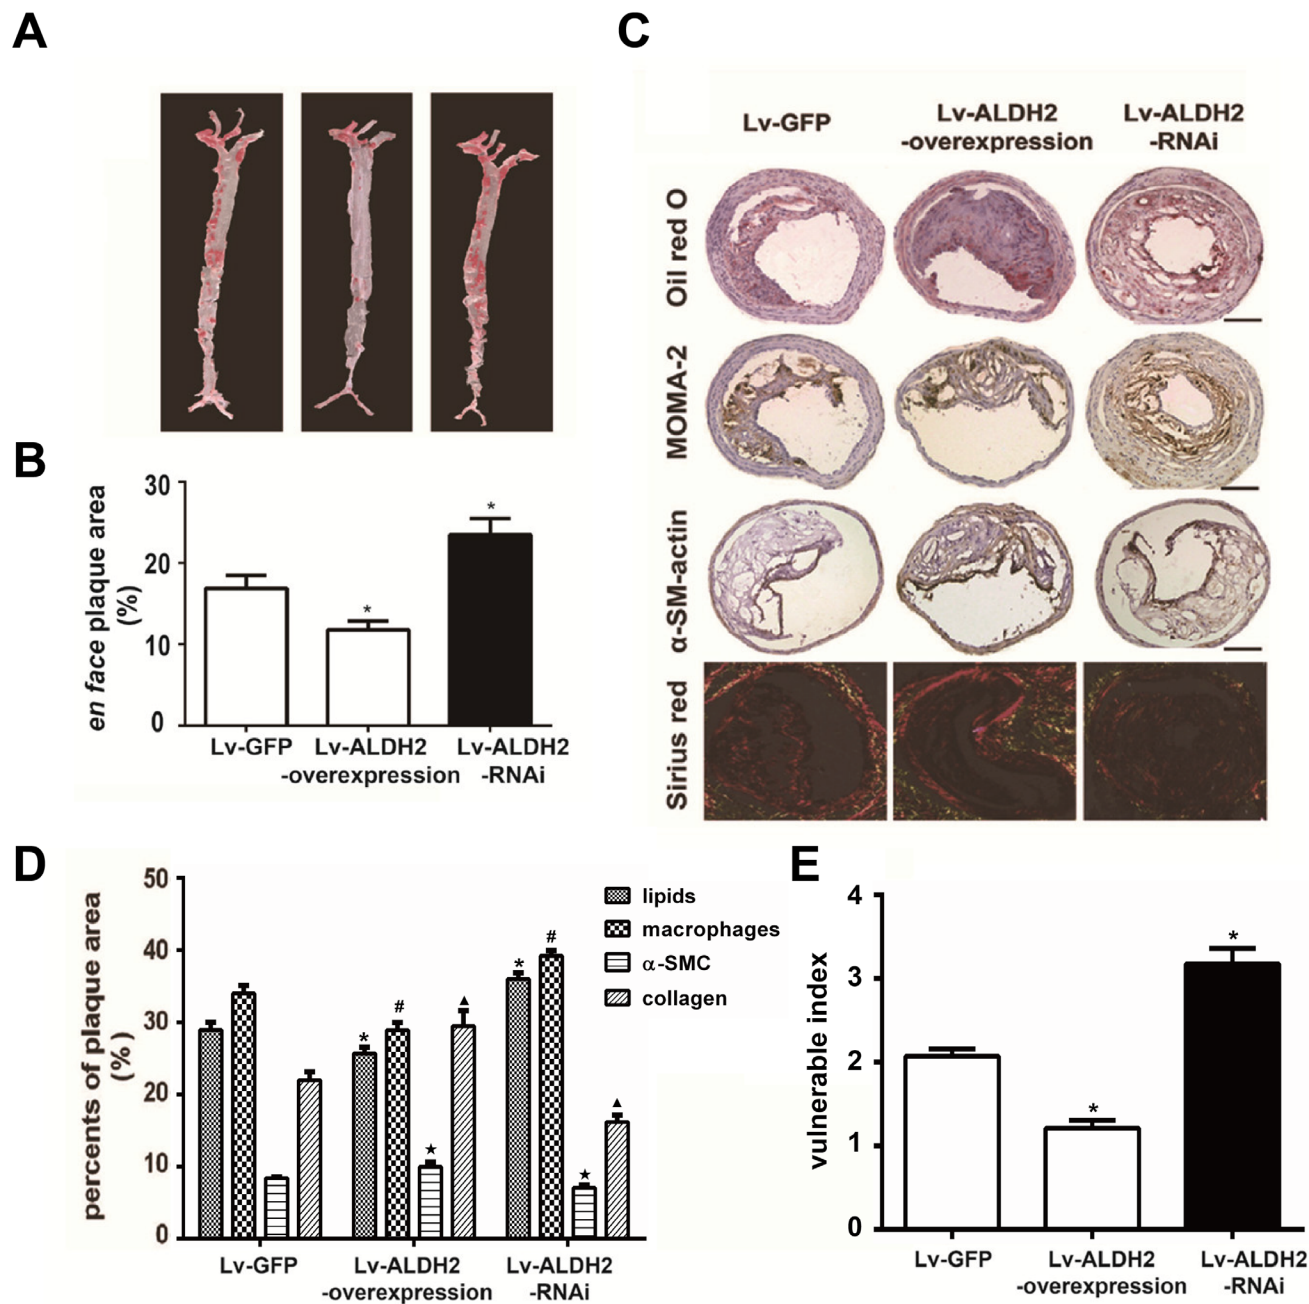 A
B
en face plaque area
(%)
30
20
10
0
*
*
Lv-GFP
Lv-ALDH2
-overexpression
Lv-ALDH2
-RNAi
C
Lv-GFP
Lv-ALDH2
-overexpression
Lv-ALDH2
-RNAi
Oil red O
MOMA-2
α-SM-actin
Sirius red
D
percents of plaque area
(%)
50
40
30
20
10
0
lipids
macrophages
α-SMC
collagen
*
#
★
▲
*
#
★
▲
Lv-GFP
Lv-ALDH2
-overexpression
Lv-ALDH2
-RNAi
E
vulnerable index
4
3
2
1
0
*
*
Lv-GFP
Lv-ALDH2
-overexpression
Lv-ALDH2
-RNAi